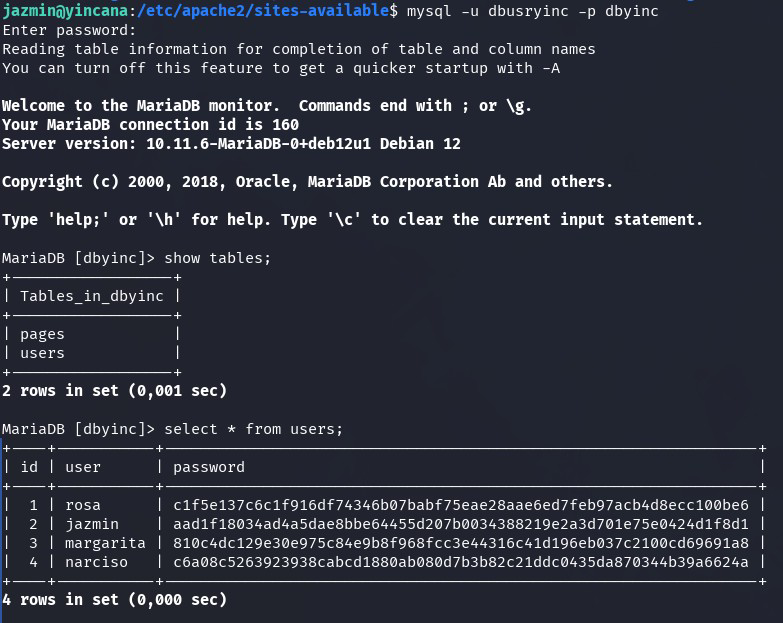 jazmin@yincana:/etc/apache2/sites-available$ mysql -u dbusryinc -p dbyinc
Enter password:
Reading table information for completion of table and column names
You can turn off this feature to get a quicker startup with -A
Welcome to the MariaDB monitor.  Commands end with ; or \g.
Your MariaDB connection id is 160
Server version: 10.11.6-MariaDB-0+deb12u1 Debian 12
Copyright (c) 2000, 2018, Oracle, MariaDB Corporation Ab and others.
Type 'help;' or '\h' for help. Type '\c' to clear the current input statement.
MariaDB [dbyinc]> show tables;
+------------------+
| Tables_in_dbyinc |
+------------------+
| pages            |
| users            |
+------------------+
2 rows in set (0,001 sec)
MariaDB [dbyinc]> select * from users;
+----+-----------+------------------------------------------------------------------+
| id | user      | password                                                         |
+----+-----------+------------------------------------------------------------------+
|  1 | rosa      | c1f5e137c6c1f916df74346b07babf75eae28aae6ed7feb97acb4d8ecc100be6 |
|  2 | jazmin    | aad1f18034ad4a5dae8bbe64455d207b0034388219e2a3d701e75e0424d1f8d1 |
|  3 | margarita | 810c4dc129e30e975c84e9b8f968fcc3e44316c41d196eb037c2100cd69691a8 |
|  4 | narciso   | c6a08c5263923938cabcd1880ab080d7b3b82c21ddc0435da870344b39a6624a |
+----+-----------+------------------------------------------------------------------+
4 rows in set (0,000 sec)